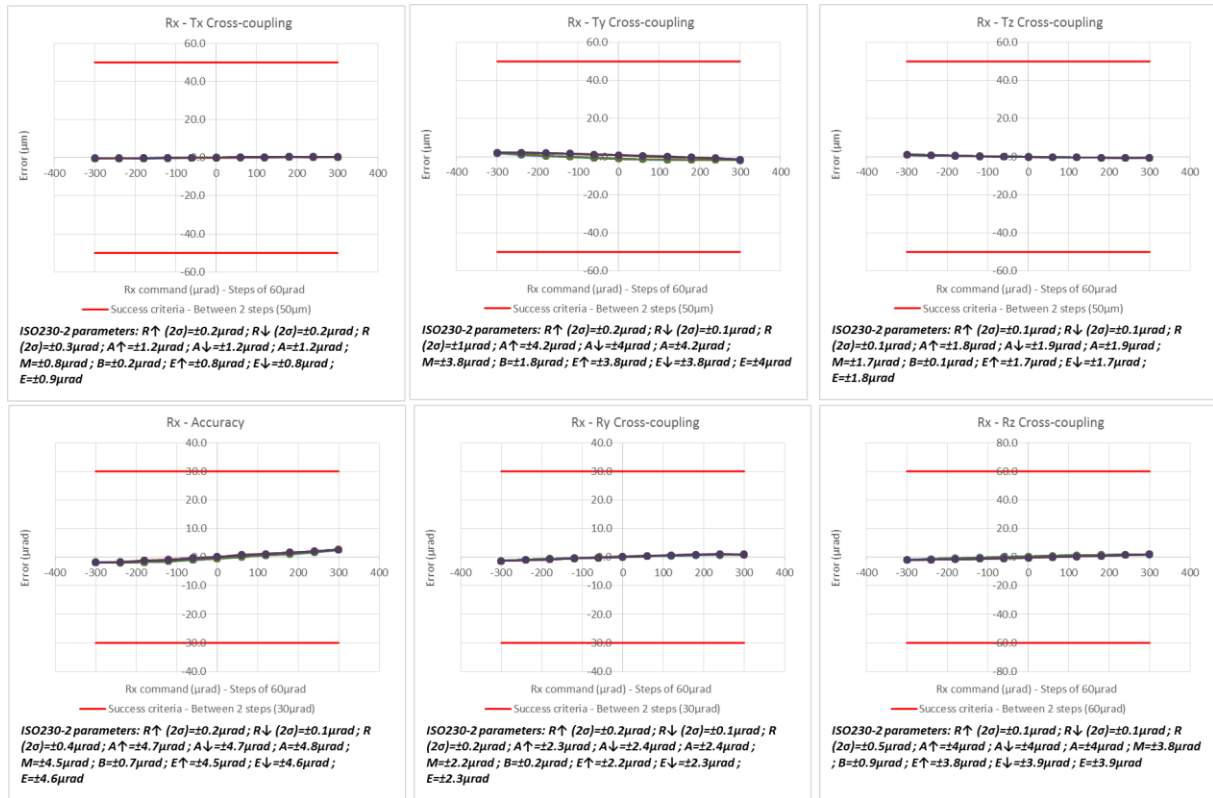 Rx - Tx Cross-coupling
60.0
40.0
20.0
0.0
-400 -300 -200 -100 0 100 200 300 400
-20.0
-40.0
-60.0
Error (µm)
Rx command (µrad) - Steps of 60µrad
Success criteria - Between 2 steps (50µm)
ISO230-2 parameters: R↑ (2σ)=±0.2µrad ; R↓ (2σ)=±0.2µrad ; R
(2σ)=±0.3µrad ; A↑=±1.2µrad ; A↓=±1.2µrad ; A=±1.2µrad ;
M=±0.8µrad ; B=±0.2µrad ; E↑=±0.8µrad ; E↓=±0.8µrad ;
E=±0.9µrad
Rx - Ty Cross-coupling
60.0
40.0
20.0
0.0
-400 -300 -200 -100 0 100 200 300 400
-20.0
-40.0
-60.0
Error (µm)
Rx command (µrad) - Steps of 60µrad
Success criteria - Between 2 steps (50µm)
ISO230-2 parameters: R↑ (2σ)=±0.2µrad ; R↓ (2σ)=±0.1µrad ; R
(2σ)=±1µrad ; A↑=±4.2µrad ; A↓=±4µrad ; A=±4.2µrad ;
M=±3.8µrad ; B=±1.8µrad ; E↑=±3.8µrad ; E↓=±3.8µrad ; E=±4µrad
Rx - Tz Cross-coupling
60.0
40.0
20.0
0.0
-400 -300 -200 -100 0 100 200 300 400
-20.0
-40.0
-60.0
Error (µm)
Rx command (µrad) - Steps of 60µrad
Success criteria - Between 2 steps (50µm)
ISO230-2 parameters: R↑ (2σ)=±0.1µrad ; R↓ (2σ)=±0.1µrad ; R
(2σ)=±0.1µrad ; A↑=±1.8µrad ; A↓=±1.9µrad ; A=±1.9µrad ;
M=±1.7µrad ; B=±0.1µrad ; E↑=±1.7µrad ; E↓=±1.7µrad ;
E=±1.8µrad
Rx - Accuracy
40.0
30.0
20.0
10.0
0.0
-400 -300 -200 -100 0 100 200 300 400
-10.0
-20.0
-30.0
-40.0
Error (µrad)
Rx command (µrad) - Steps of 60µrad
Success criteria - Between 2 steps (30µrad)
ISO230-2 parameters: R↑ (2σ)=±0.2µrad ; R↓ (2σ)=±0.1µrad ; R
(2σ)=±0.4µrad ; A↑=±4.7µrad ; A↓=±4.7µrad ; A=±4.8µrad ;
M=±4.5µrad ; B=±0.7µrad ; E↑=±4.5µrad ; E↓=±4.6µrad ;
E=±4.6µrad
Rx - Ry Cross-coupling
40.0
30.0
20.0
10.0
0.0
-400 -300 -200 -100 0 100 200 300 400
-10.0
-20.0
-30.0
-40.0
Error (µrad)
Rx command (µrad) - Steps of 60µrad
Success criteria - Between 2 steps (30µrad)
ISO230-2 parameters: R↑ (2σ)=±0.2µrad ; R↓ (2σ)=±0.1µrad ; R
(2σ)=±0.2µrad ; A↑=±2.3µrad ; A↓=±2.4µrad ; A=±2.4µrad ;
M=±2.2µrad ; B=±0.2µrad ; E↑=±2.2µrad ; E↓=±2.3µrad ;
E=±2.3µrad
Rx - Rz Cross-coupling
80.0
60.0
40.0
20.0
0.0
-400 -300 -200 -100 0 100 200 300 400
-20.0
-40.0
-60.0
-80.0
Error (µrad)
Rx command (µrad) - Steps of 60µrad
Success criteria - Between 2 steps (60µrad)
ISO230-2 parameters: R↑ (2σ)=±0.1µrad ; R↓ (2σ)=±0.1µrad ; R
(2σ)=±0.5µrad ; A↑=±4µrad ; A↓=±4µrad ; A=±4µrad ; M=±3.8µrad
; B=±0.9µrad ; E↑=±3.8µrad ; E↓=±3.9µrad ; E=±3.9µrad